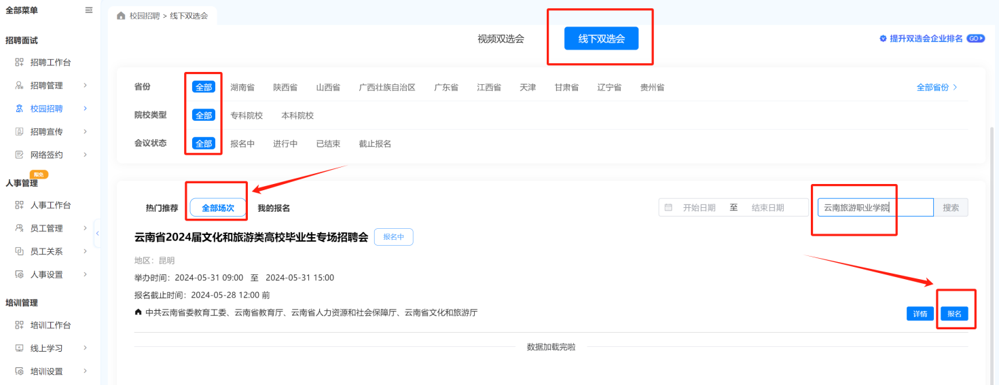 全部菜单
招聘面试
招聘工作台
招聘管理
校园招聘
招聘宣传
网络签约
限免
人事管理
人事工作台
员工管理
员工关系
人事设置
培训管理
培训工作台
线上学习
培训设置
校园招聘 > 线下双选会
视频双选会 线下双选会 提升双选会企业排名 GO
省份 全部 湖南省 陕西省 山西省 广西壮族自治区 广东省 江西省 天津 甘肃省 辽宁省 贵州省 全部省份
院校类型 全部 专科院校 本科院校
会议状态 全部 报名中 进行中 已结束 截止报名
热门推荐 全部场次 我的报名 开始日期 至 结束日期 云南旅游职业学院 搜索
云南省2024届文化和旅游类高校毕业生专场招聘会 报名中
地区：昆明
举办时间：2024-05-31 09:00 至 2024-05-31 15:00
报名截止时间：2024-05-28 12:00 前
中共云南省委教育工委、云南省教育厅、云南省人力资源和社会保障厅、云南省文化和旅游厅 详情 报名
数据加载完啦